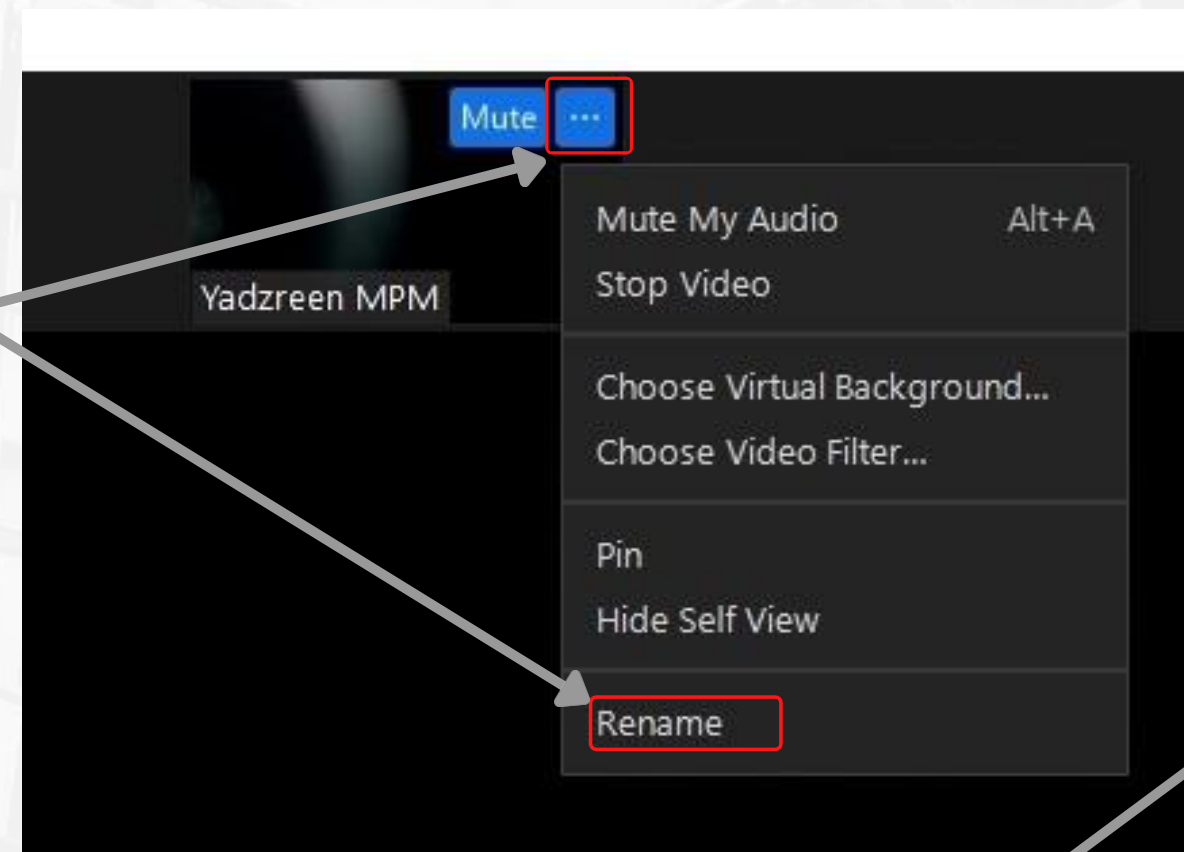 Mute ...
Yadzreen MPM
Mute My Audio Alt+A
Stop Video
Choose Virtual Background...
Choose Video Filter...
Pin
Hide Self View
Rename